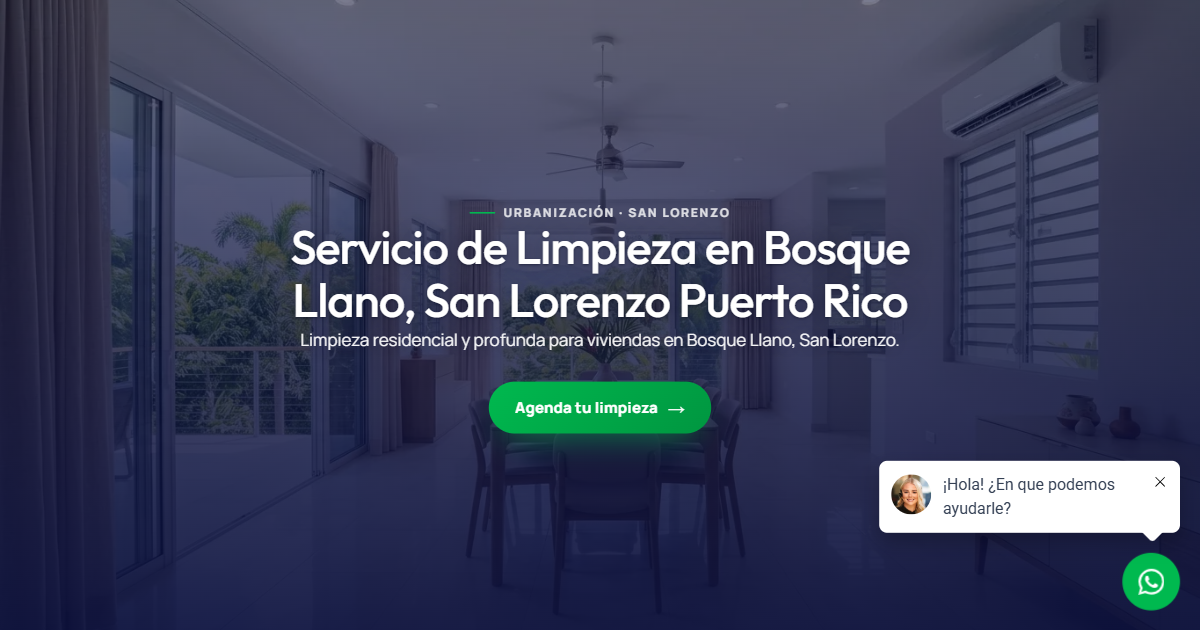 URBANIZACIÓN · SAN LORENZO
Servicio de Limpieza en Bosque
Llano, San Lorenzo Puerto Rico
Limpieza residencial y profunda para viviendas en Bosque Llano, San Lorenzo.
Agenda tu limpieza →
¡Hola! ¿En que podemos
ayudarle?